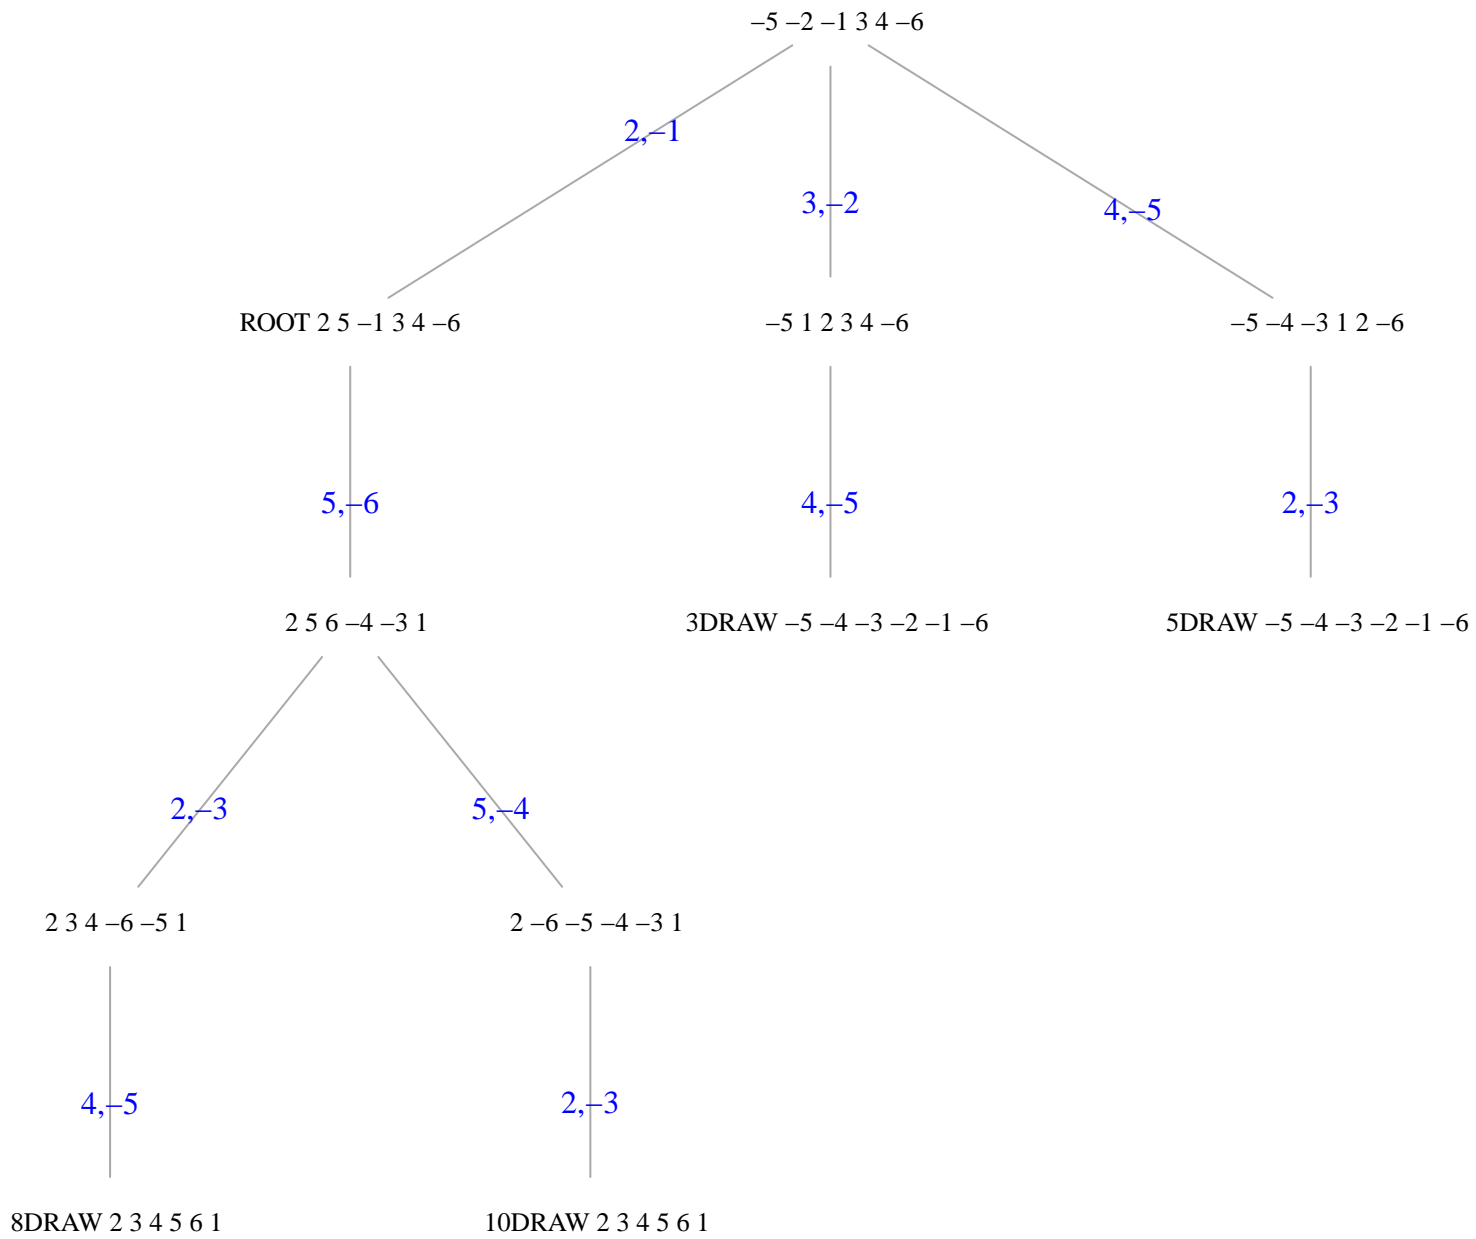 –5 –2 –1 3 4 –6
2,–1
3,–2
4,–5
ROOT 2 5 –1 3 4 –6
–5 1 2 3 4 –6
–5 –4 –3 1 2 –6
5,–6
4,–5
2,–3
2 5 6 –4 –3 1
3DRAW –5 –4 –3 –2 –1 –6
5DRAW –5 –4 –3 –2 –1 –6
2,–3
5,–4
2 3 4 –6 –5 1
2 –6 –5 –4 –3 1
4,–5
2,–3
8DRAW 2 3 4 5 6 1
10DRAW 2 3 4 5 6 1